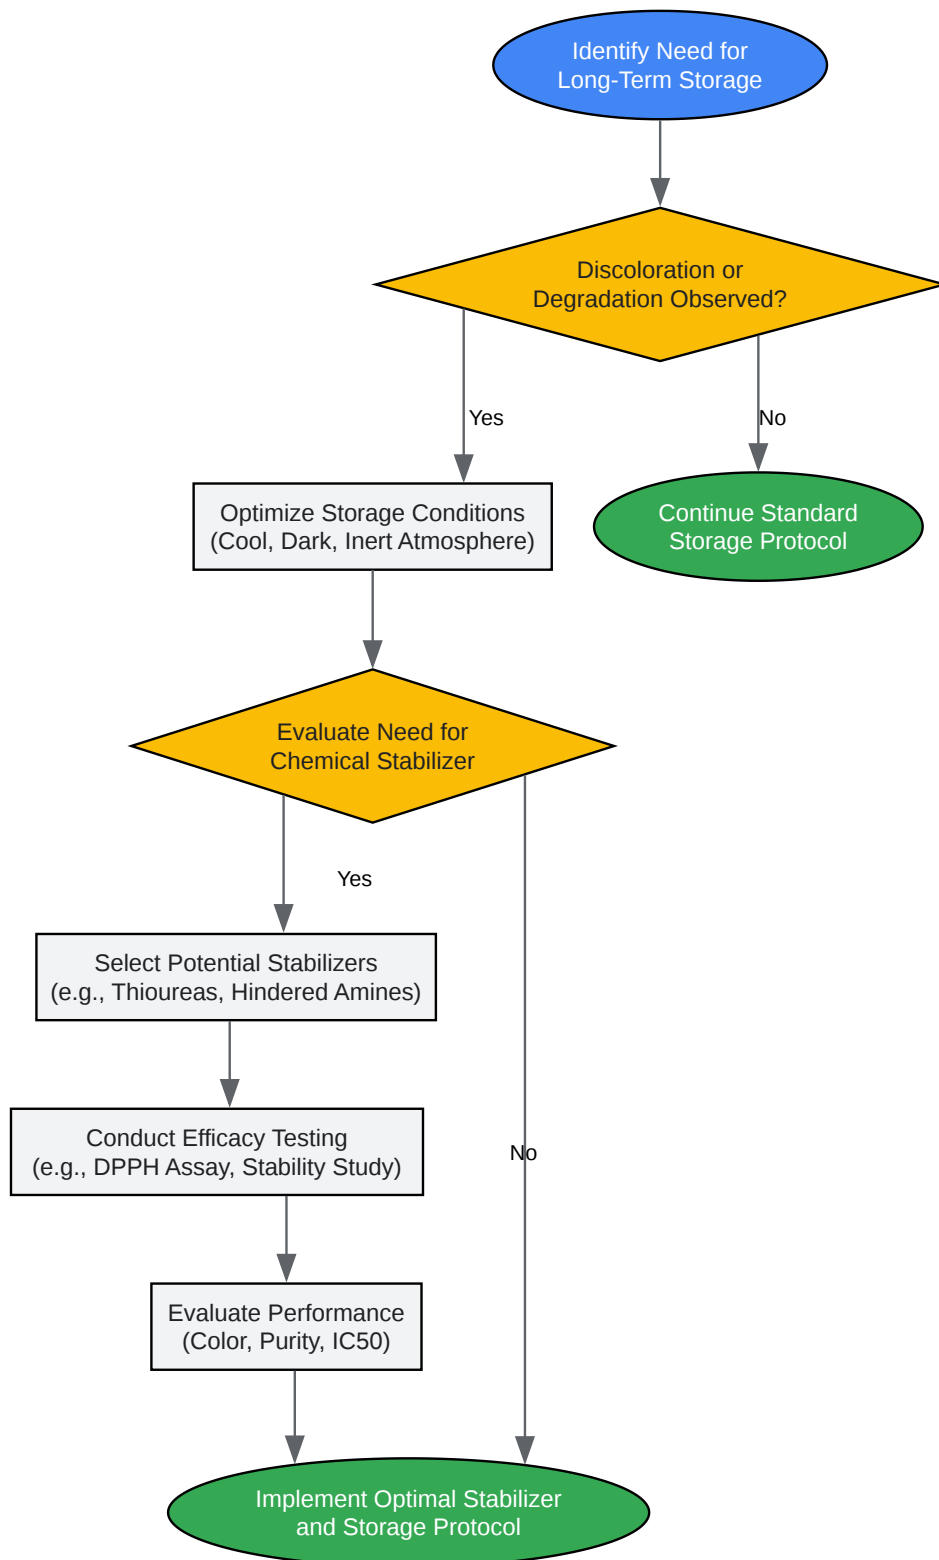 Identify Need for
Long-Term Storage
Discoloration or
Degradation Observed?
Yes
No
Optimize Storage Conditions
(Cool, Dark, Inert Atmosphere)
Continue Standard
Storage Protocol
Evaluate Need for
Chemical Stabilizer
Yes
Select Potential Stabilizers
(e.g., Thioureas, Hindered Amines)
Conduct Efficacy Testing
(e.g., DPPH Assay, Stability Study)
No
Evaluate Performance
(Color, Purity, IC50)
Implement Optimal Stabilizer
and Storage Protocol